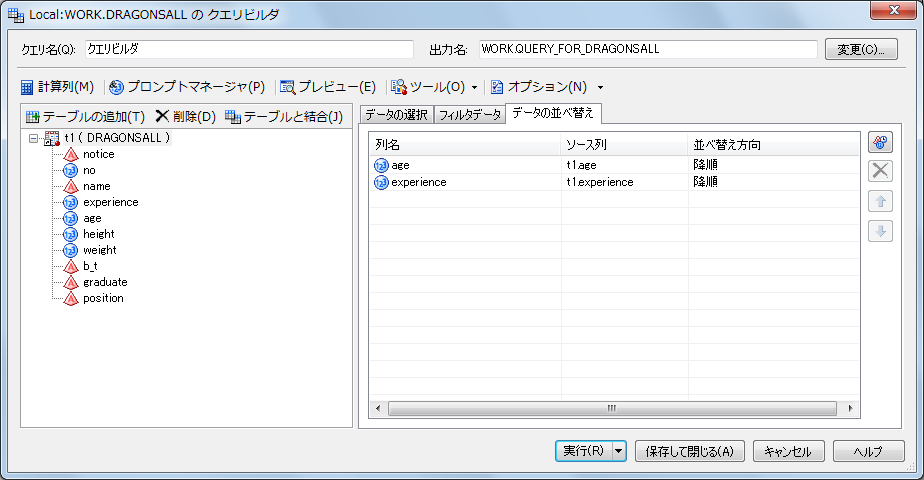 Local:WORK.DRAGONSALL の クエリビルダ
クエリ名(Q): クエリビルダ 出力名: WORK.QUERY_FOR_DRAGONSALL 変更(C)...
計算列(M) プロンプトマネージャ(P) プレビュー(E) ツール(O) オプション(N)
テーブルの追加(T) 削除(D) テーブルと結合(J)
データの選択 フィルタデータ データの並べ替え
t1 ( DRAGONSALL )
notice
no
name
experience
age
height
weight
b_t
graduate
position
列名 ソース列 並べ替え方向
age t1.age 降順
experience t1.experience 降順
実行(R) 保存して閉じる(A) キャンセル ヘルプ